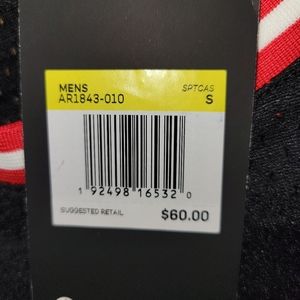 MENS SPTCAS
AR1843-010 S
1 92498 16532 0
SUGGESTED RETAIL $60.00